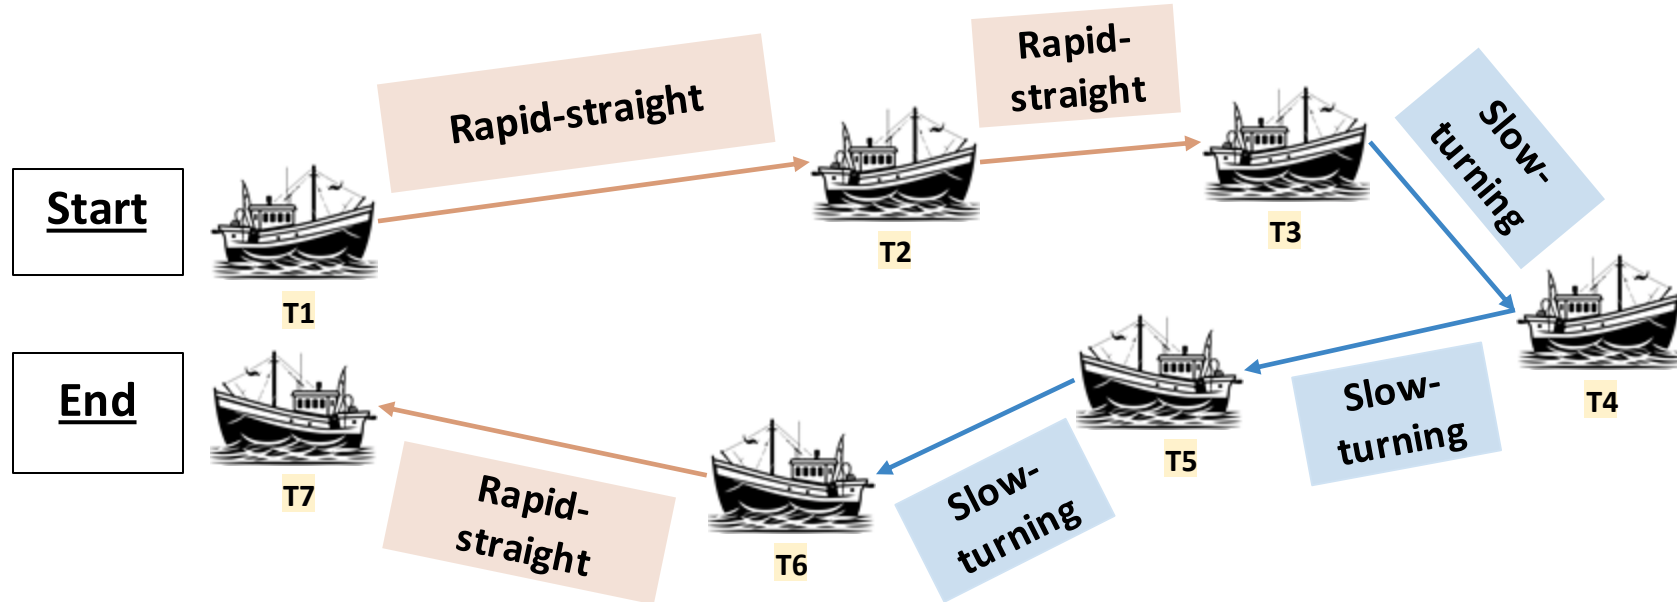 Rapid-straight
Rapid-
straight
Slow-
turning
Start
T1
T2
T3
End
T7
Rapid-
straight
T6
Slow-
turning
T5
Slow-
turning
T4